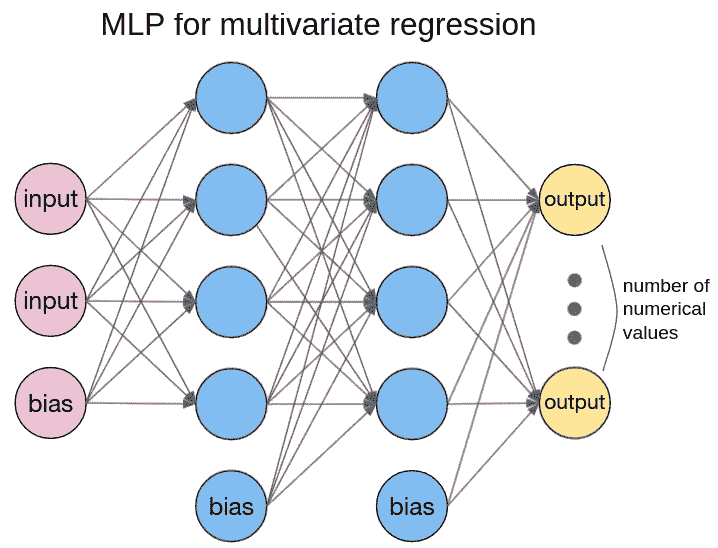 MLP for multivariate regression
input
output
input
number of
numerical
values
bias
output
bias
bias